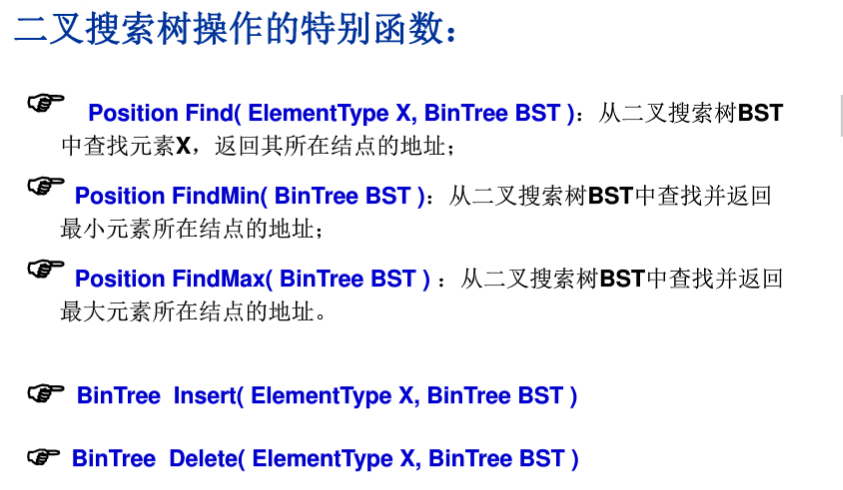 二叉搜索树操作的特别函数：
Position Find( ElementType X, BinTree BST )：从二叉搜索树BST
中查找元素X，返回其所在结点的地址；
Position FindMin( BinTree BST )：从二叉搜索树BST中查找并返回
最小元素所在结点的地址；
Position FindMax( BinTree BST ) ：从二叉搜索树BST中查找并返回
最大元素所在结点的地址。
BinTree Insert( ElementType X, BinTree BST )
BinTree Delete( ElementType X, BinTree BST )